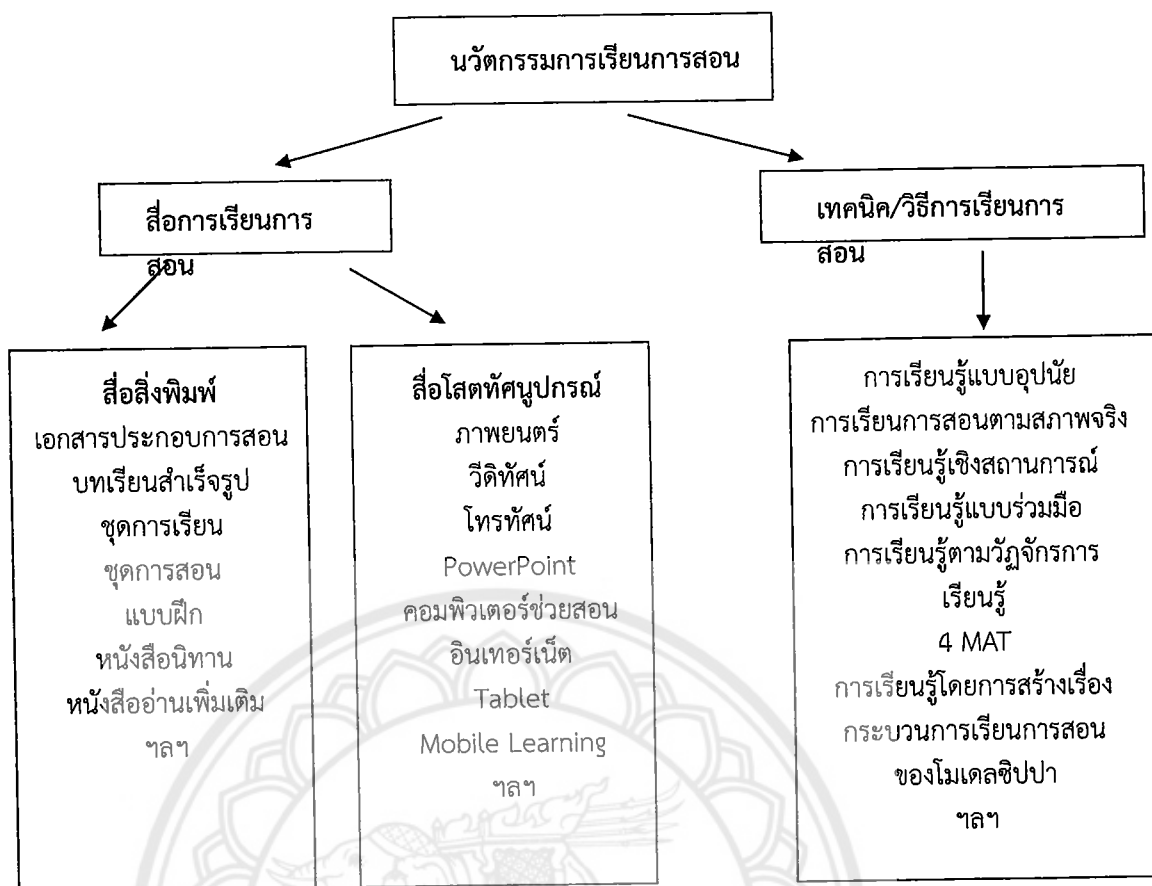 นวัตกรรมการเรียนการสอน
สื่อการเรียนการ
สอน
เทคนิค/วิธีการเรียนการ
สอน
สื่อสิ่งพิมพ์
เอกสารประกอบการสอน
บทเรียนสำเร็จรูป
ชุดการเรียน
ชุดการสอน
แบบฝึก
หนังสือนิทาน
หนังสืออ่านเพิ่มเติม
ฯลฯ
สื่อโสตทัศนูปกรณ์
ภาพยนตร์
วีดิทัศน์
โทรทัศน์
PowerPoint
คอมพิวเตอร์ช่วยสอน
อินเทอร์เน็ต
Tablet
Mobile Learning
ฯลฯ
การเรียนรู้แบบอุปนัย
การเรียนการสอนตามสภาพจริง
การเรียนรู้เชิงสถานการณ์
การเรียนรู้แบบร่วมมือ
การเรียนรู้ตามวัฏจักรการ
เรียนรู้
4 MAT
การเรียนรู้โดยการสร้างเรื่อง
กระบวนการเรียนการสอน
ของโมเดลซิปปา
ฯลฯ